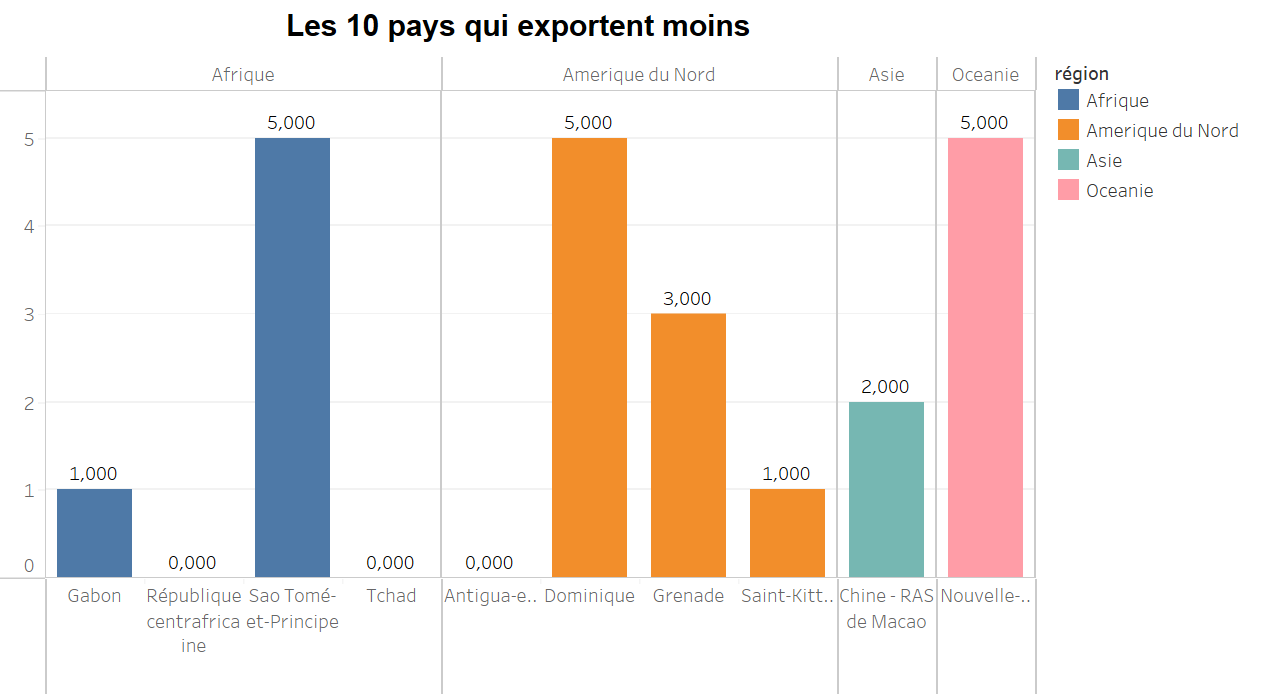 Les 10 pays qui exportent moins
Afrique
Amerique du Nord
Asie
Oceanie
région
Afrique
Amerique du Nord
Asie
Oceanie
5
4
3
2
1
0
1,000
0,000
5,000
0,000
0,000
5,000
3,000
1,000
2,000
5,000
Gabon
République
centrafrica
ine
Sao Tomé-
et-Principe
Tchad
Antigua-e..
Dominique
Grenade
Saint-Kitt..
Chine - RAS
de Macao
Nouvelle-..